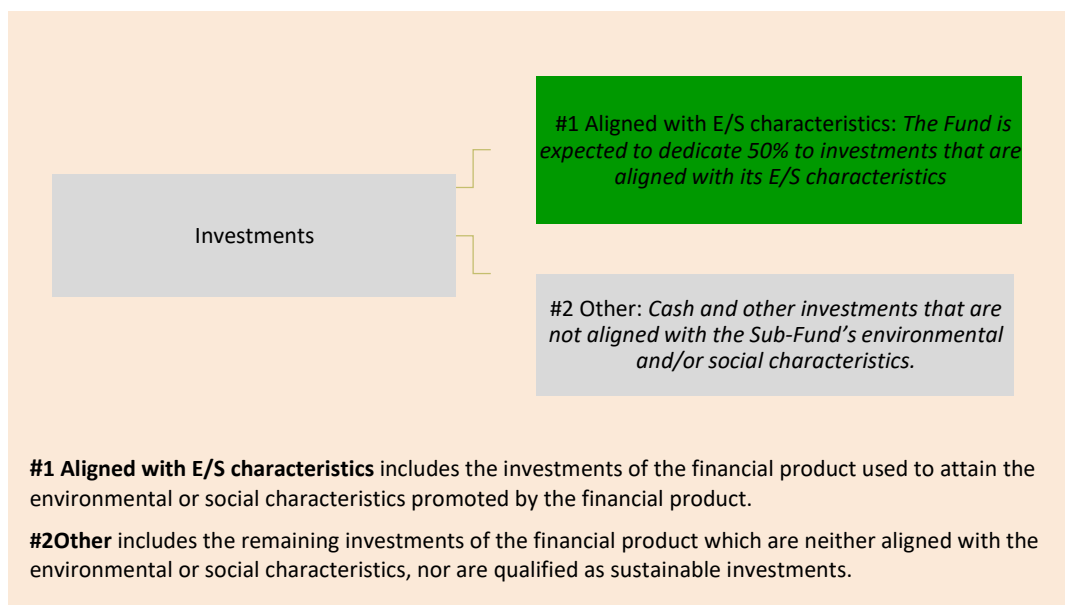 #1 Aligned with E/S characteristics: The Fund is
expected to dedicate 50% to investments that are
aligned with its E/S characteristics
Investments
#2 Other: Cash and other investments that are
not aligned with the Sub-Fund’s environmental
and/or social characteristics.
#1 Aligned with E/S characteristics includes the investments of the financial product used to attain the
environmental or social characteristics promoted by the financial product.
#2Other includes the remaining investments of the financial product which are neither aligned with the
environmental or social characteristics, nor are qualified as sustainable investments.